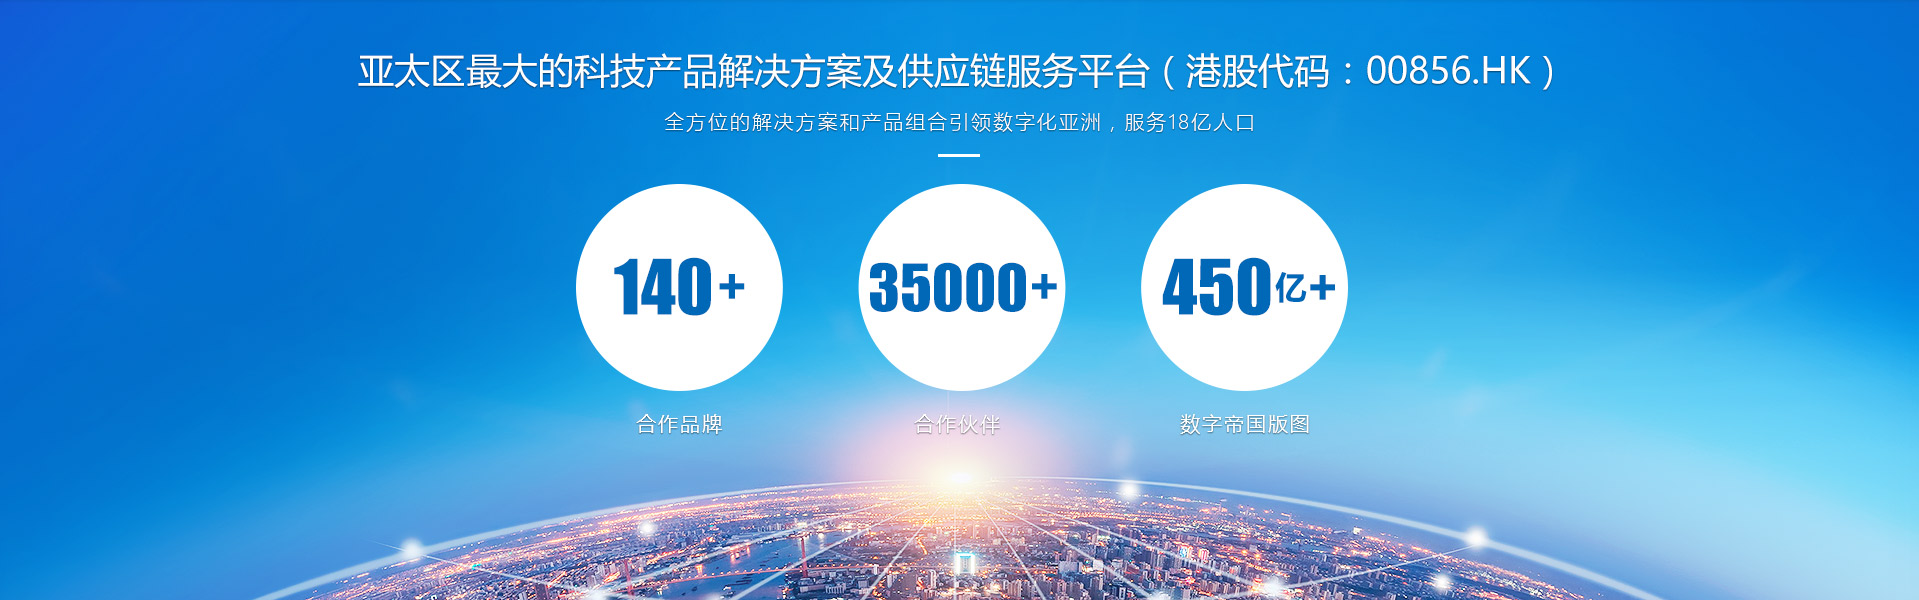 亚太区最大的科技产品解决方案及供应链服务平台（港股代码：00856.HK）
全方位的解决方案和产品组合引领数字化亚洲，服务18亿人口
140+
35000+
450亿+
合作品牌
合作伙伴
数字帝国版图